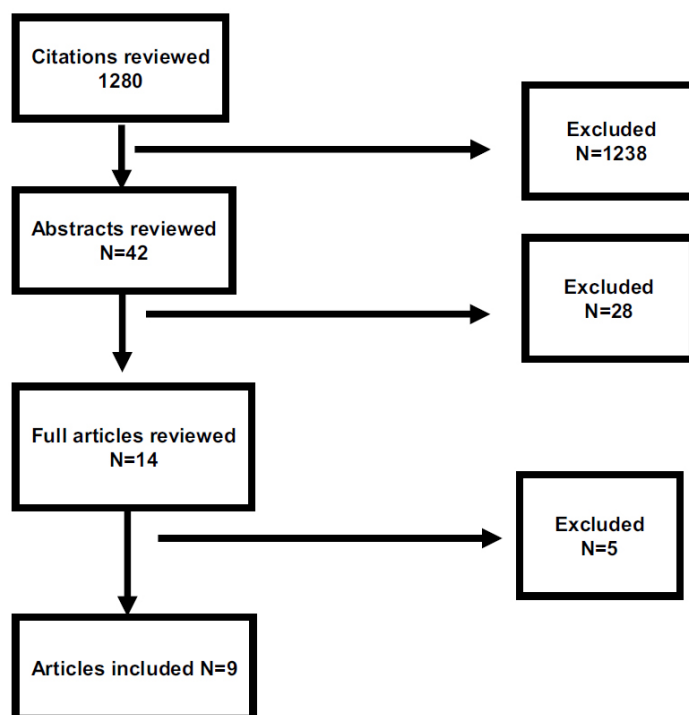 Citations reviewed
1280
Excluded
N=1238
Abstracts reviewed
N=42
Excluded
N=28
Full articles reviewed
N=14
Excluded
N=5
Articles included N=9